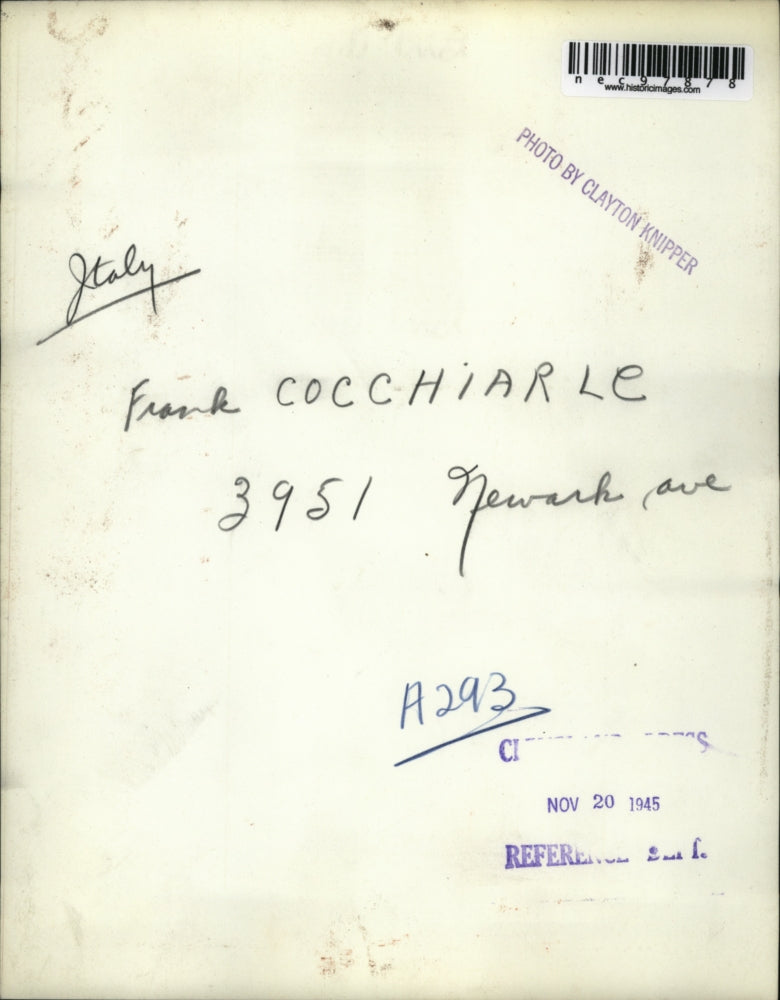 nec97878
www.historicimages.com
PHOTO BY CLAYTON KNIPPER
Italy
Frank COCCHiARLE
3951 Newark ave
A293
NOV 20 1945